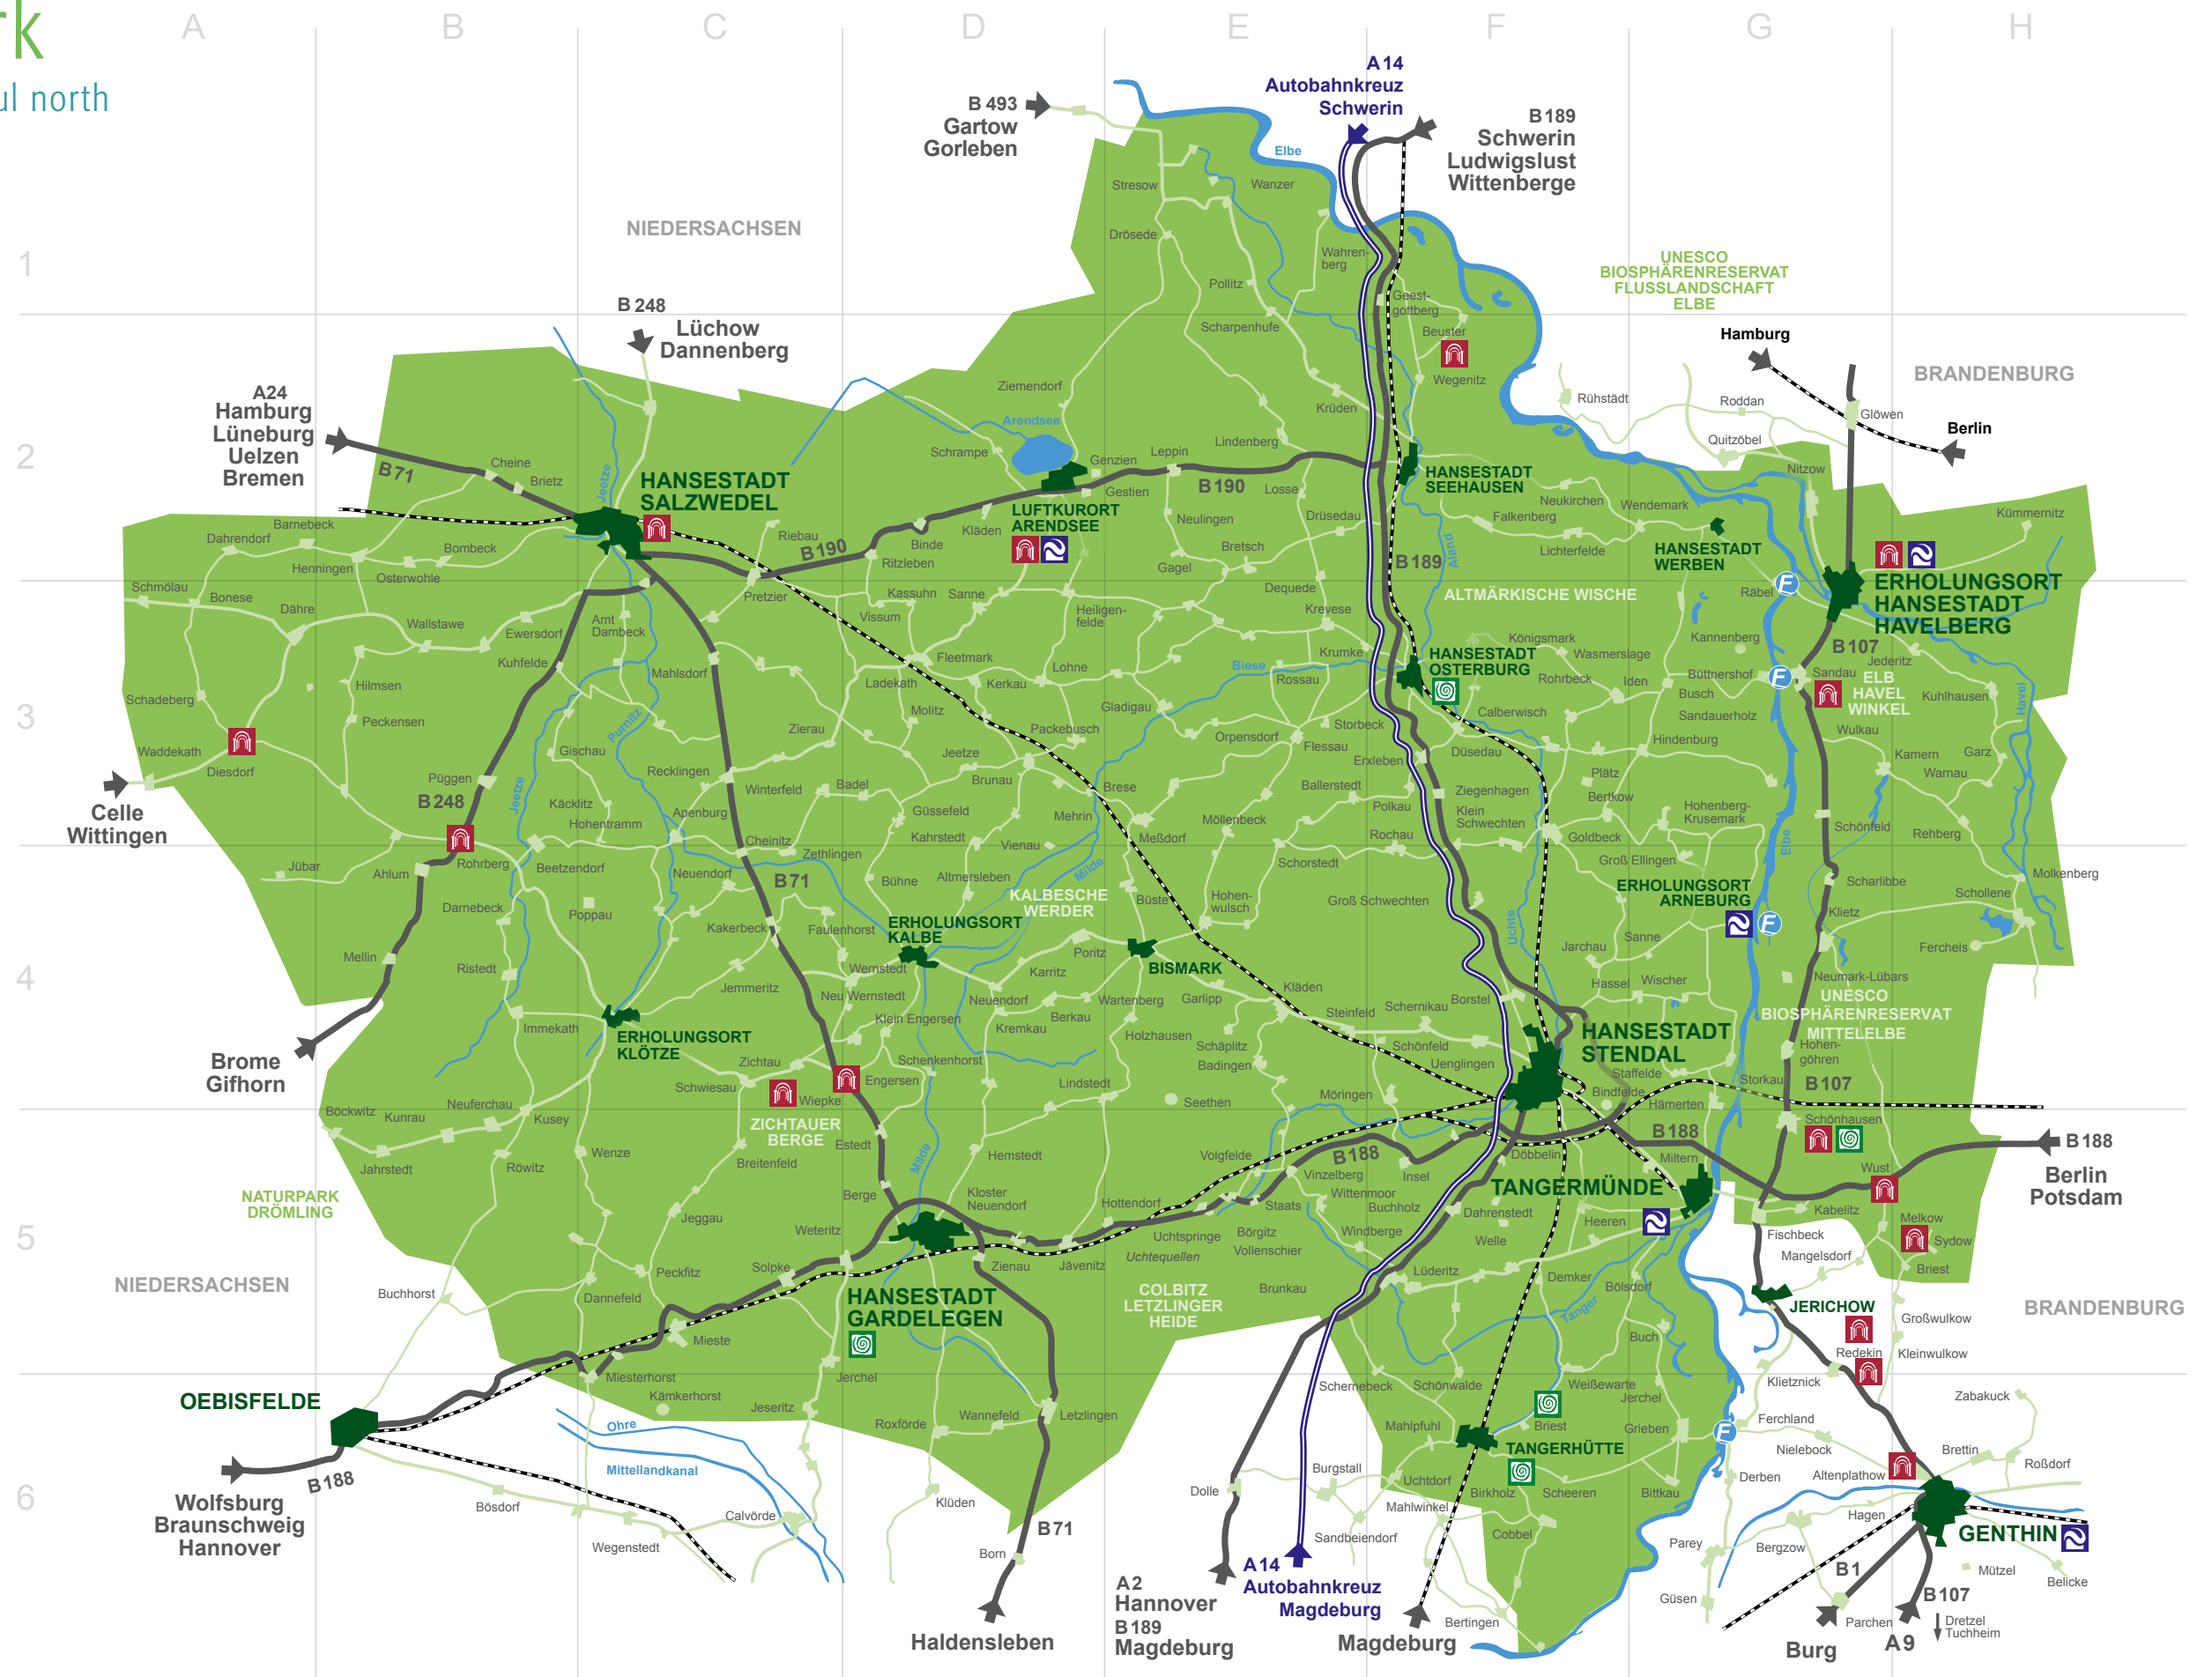 rk
ul north
A
B
C
D
E
F
G
H
1
2
3
4
5
6
A 14
Autobahnkreuz
Schwerin
B 493
Gartow
Gorleben
B 189
Schwerin
Ludwigslust
Wittenberge
Elbe
Stresow
Wanzer
NIEDERSACHSEN
Drösede
Wahren-
berg
UNESCO
BIOSPHÄRENRESERVAT
FLUSSLANDSCHAFT
ELBE
Pollitz
Geest-
gottberg
B 248
Lüchow
Dannenberg
Scharpenhufe
Beuster
Hamburg
BRANDENBURG
A24
Hamburg
Lüneburg
Uelzen
Bremen
Ziemendorf
Wegenitz
Krüden
Rühstädt
Roddan
Glöwen
Arendsee
Berlin
Quitzöbel
Lindenberg
Schrampe
Leppin
Genzien
B 71
Cheine
Brietz
Jeetze
HANSESTADT
SALZWEDEL
HANSESTADT
SEEHAUSEN
Nitzow
Gestien
B 190
Losse
Neukirchen
Wendemark
LUFTKURORT
ARENDSEE
Neulingen
Drüsedau
Falkenberg
Kümmernitz
Barnebeck
Dahrendorf
Bombeck
Riebau
B 190
Kläden
Binde
Ritzleben
Bretsch
Lichterfelde
HANSESTADT
WERBEN
Henningen
Osterwohle
Gagel
B 189
Aland
Schmölau
Bonese
Dähre
Pretzier
Kassuhn
Sanne
Dequede
ALTMÄRKISCHE WISCHE
Räbel
F
ERHOLUNGSORT
HANSESTADT
HAVELBERG
Vissum
Heiligen-
felde
Krevese
Wallstawe
Ewersdorf
Amt
Dambeck
Königsmark
Kannenberg
B 107
Kuhfelde
Fleetmark
Lohne
Krumke
HANSESTADT
OSTERBURG
Wasmerslage
Jederitz
Hilmsen
Mahlsdorf
Ladekath
Kerkau
Biese
Rossau
Rohrbeck
Iden
Büttnershof
F
Sandau
ELB
HAVEL
WINKEL
Kuhlhausen
Havel
Schadeberg
Busch
Peckensen
Purnitz
Molitz
Gladigau
Calberwisch
Sandauerholz
Zierau
Packebusch
Storbeck
Wulkau
Waddekath
Gischau
Orpensdorf
Flessau
Düsedau
Hindenburg
Diesdorf
Jeetze
Erxleben
Kamern
Garz
Püggen
Recklingen
Winterfeld
Badel
Brunau
Brese
Ballerstedt
Plätz
Warnau
Celle
Wittingen
B 248
Jeetze
Käcklitz
Apenburg
Güssefeld
Mehrin
Polkau
Ziegenhagen
Bertkow
Hohenberg-
Krusemark
Hohentramm
Möllenbeck
Klein
Schwechten
Schönfeld
Cheinitz
Kahrstedt
Meßdorf
Rochau
Goldbeck
Rehberg
Elbe
Vienau
Zethlingen
Jübar
Rohrberg
Ahlum
Beetzendorf
Neuendorf
Milde
Schorstedt
Groß Ellingen
B 71
Bühne
Altmersleben
Scharlibbe
Molkenberg
KALBESCHE
WERDER
ERHOLUNGSORT
ARNEBURG
Schollene
Darnebeck
Poppau
Büste
Hohen-
wulsch
Groß Schwechten
Klietz
Kakerbeck
Faulenhorst
ERHOLUNGSORT
KALBE
Uchte
F
Sanne
Jarchau
Ferchels
Mellin
Ristedt
Wernstedt
Poritz
BISMARK
Karritz
Hassel
Wischer
Neumark-Lübars
Jemmeritz
Neu Wernstedt
Neuendorf
Wartenberg
Garlipp
Kläden
Borstel
UNESCO
BIOSPHÄRENRESERVAT
MITTELELBE
Immekath
Klein Engersen
Kremkau
Berkau
Steinfeld
Schernikau
Brome
Gifhorn
ERHOLUNGSORT
KLÖTZE
Holzhausen
HANSESTADT
STENDAL
Schäplitz
Schönfeld
Hohen-
göhren
Zichtau
Schenkenhorst
Badingen
Uenglingen
Schwiesau
Engersen
Lindstedt
Staffelde
Storkau
B 107
Wiepke
Möringen
Bindfelde
Seethen
Hämerten
Neuferchau
Böckwitz
Kunrau
Kusey
ZICHTAUER
BERGE
Schönhausen
Estedt
B 188
B 188
Jahrstedt
Röwitz
Wenze
Breitenfeld
Milde
Hemstedt
Volgfelde
B 188
Döbbelin
Miltern
Wust
Berlin
Potsdam
Vinzelberg
Insel
NATURPARK
DRÖMLING
Berge
Kloster
Neuendorf
Hottendorf
Wittenmoor
TANGERMÜNDE
Staats
Buchholz
Jeggau
Dahrenstedt
Kabelitz
Weteritz
Börgitz
Windberge
Heeren
Melkow
Uchtspringe
Fischbeck
Vollenschier
Welle
Sydow
Uchtequellen
Mangelsdorf
NIEDERSACHSEN
Solpke
Zienau
Jävenitz
Peckfitz
Lüderitz
Briest
Buchhorst
Dannefeld
HANSESTADT
GARDELEGEN
COLBITZ
LETZLINGER
HEIDE
Brunkau
Demker
Bölsdorf
JERICHOW
BRANDENBURG
Tanger
Großwulkow
Mieste
Buch
Redekin
Kleinwulkow
Miesterhorst
Jerchel
Klietznick
Schernebeck
Schönwalde
Weißewarte
OEBISFELDE
Kämkerhorst
Jerchel
Zabakuck
Jeseritz
Roxförde
Wannefeld
Letzlingen
Ohre
Mahlpfuhl
Briest
Grieben
Ferchland
F
TANGERHÜTTE
Nielebock
Brettin
Mittellandkanal
Burgstall
Altenplathow
Roßdorf
B 188
Uchtdorf
Derben
Wolfsburg
Braunschweig
Hannover
Dolle
Birkholz
Scheeren
Bittkau
Bösdorf
Klüden
Mahlwinkel
Calvörde
Hagen
B 71
Sandbeiendorf
Cobbel
GENTHIN
Wegenstedt
Born
Parey
Bergzow
A 2
Hannover
B 189
Magdeburg
A 14
Autobahnkreuz
Magdeburg
B1
Mützel
Belicke
B 107
Güsen
Haldensleben
Magdeburg
Bertingen
Parchen
Burg
A 9
Dretzel
Tuchheim